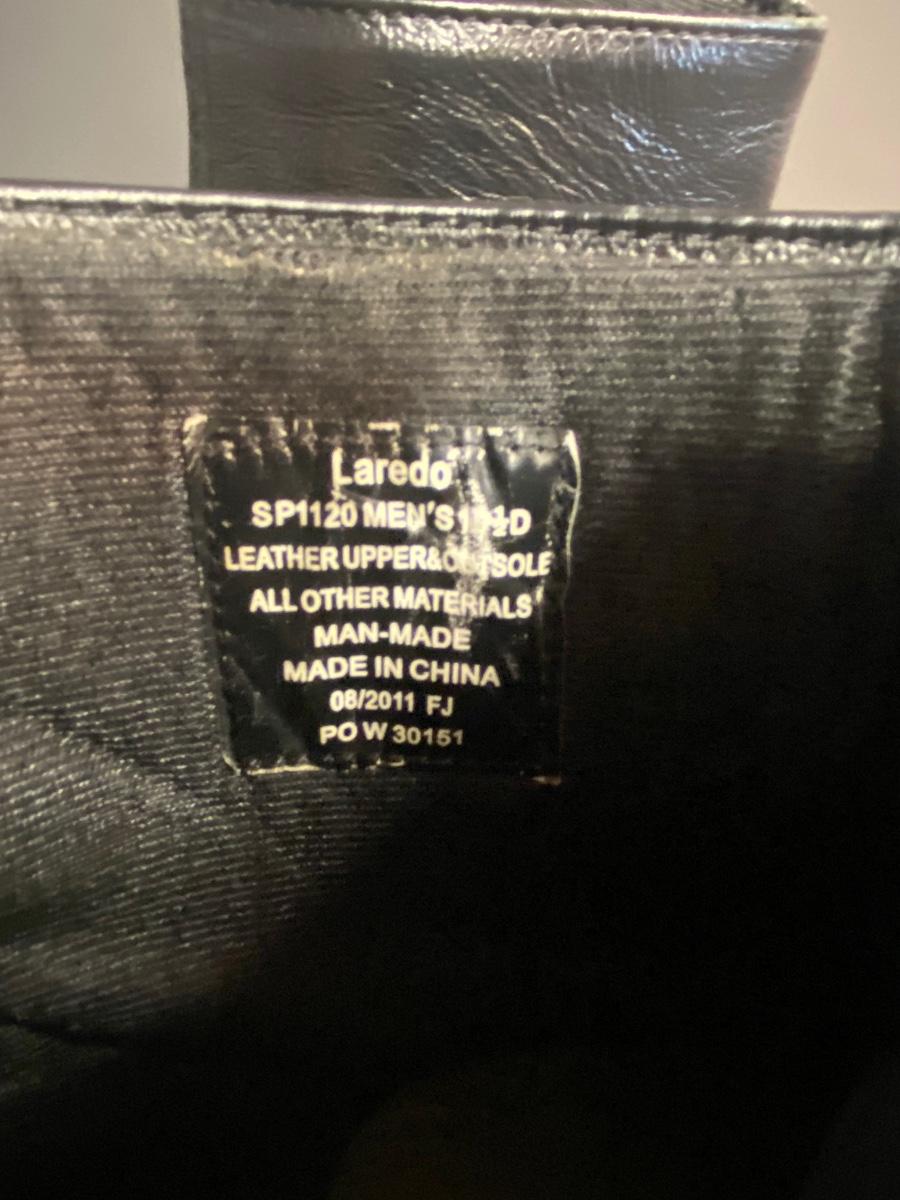 Laredo
SP1120 MEN'S
LEATHER UPPER&OUTSOLE
ALL OTHER MATERIALS
MAN-MADE
MADE IN CHINA
08/2011 FJ
PO W 30151